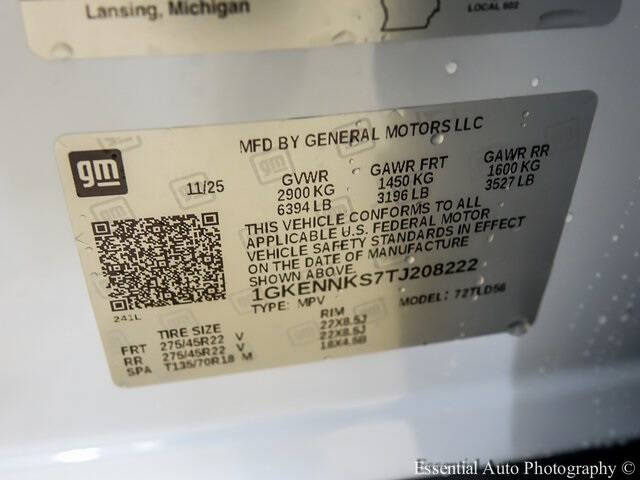 Lansing, Michigan
LOCAL 602
gm
MFD BY GENERAL MOTORS LLC
11/25 GVWR GAWR FRT GAWR RR
2900 KG 1450 KG 1600 KG
6394 LB 3196 LB 3527 LB
THIS VEHICLE CONFORMS TO ALL
APPLICABLE U.S. FEDERAL MOTOR
VEHICLE SAFETY STANDARDS IN EFFECT
ON THE DATE OF MANUFACTURE
SHOWN ABOVE.
1GKENNKS7TJ208222
TYPE: MPV MODEL: 72TLD56
241L
TIRE SIZE RIM
FRT 275/45R22 V 22X8.5J
RR 275/45R22 V 22X8.5J
SPA T135/70R18 M 18X4.5B
Essential Auto Photography ©